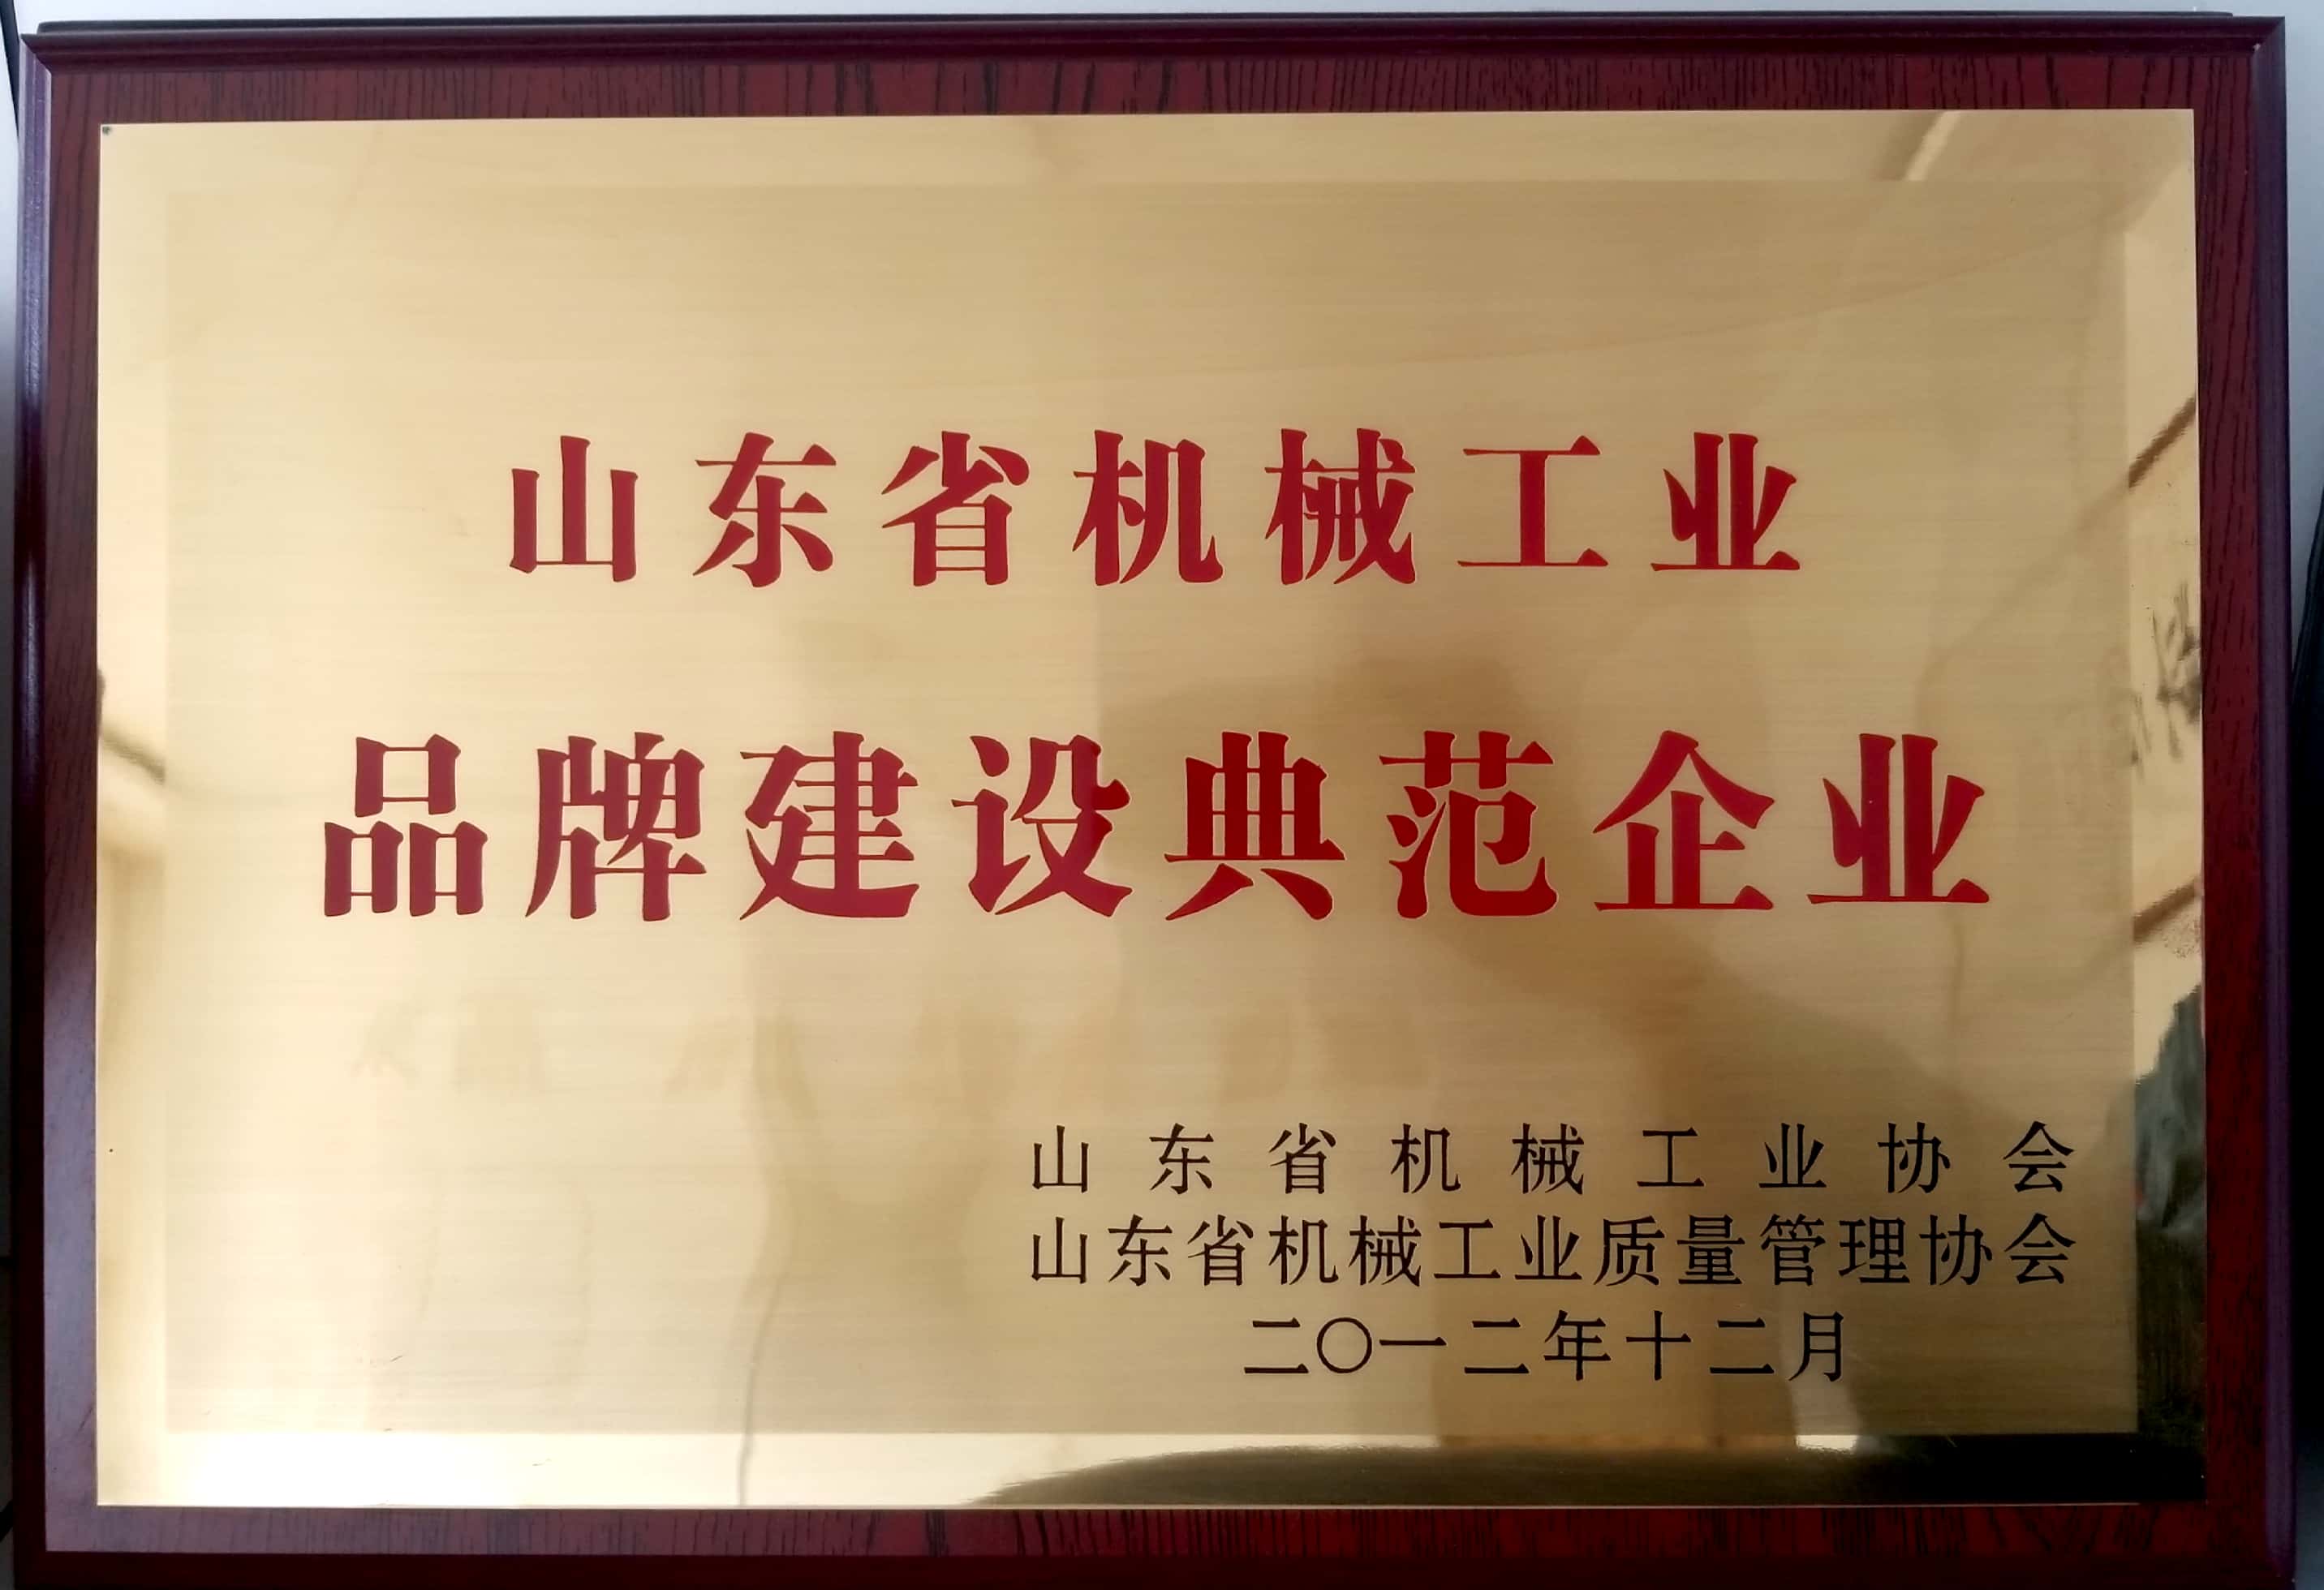 山东省机械工业
品牌建设典范企业
山东省机械工业协会
山东省机械工业质量管理协会
二〇一二年十二月